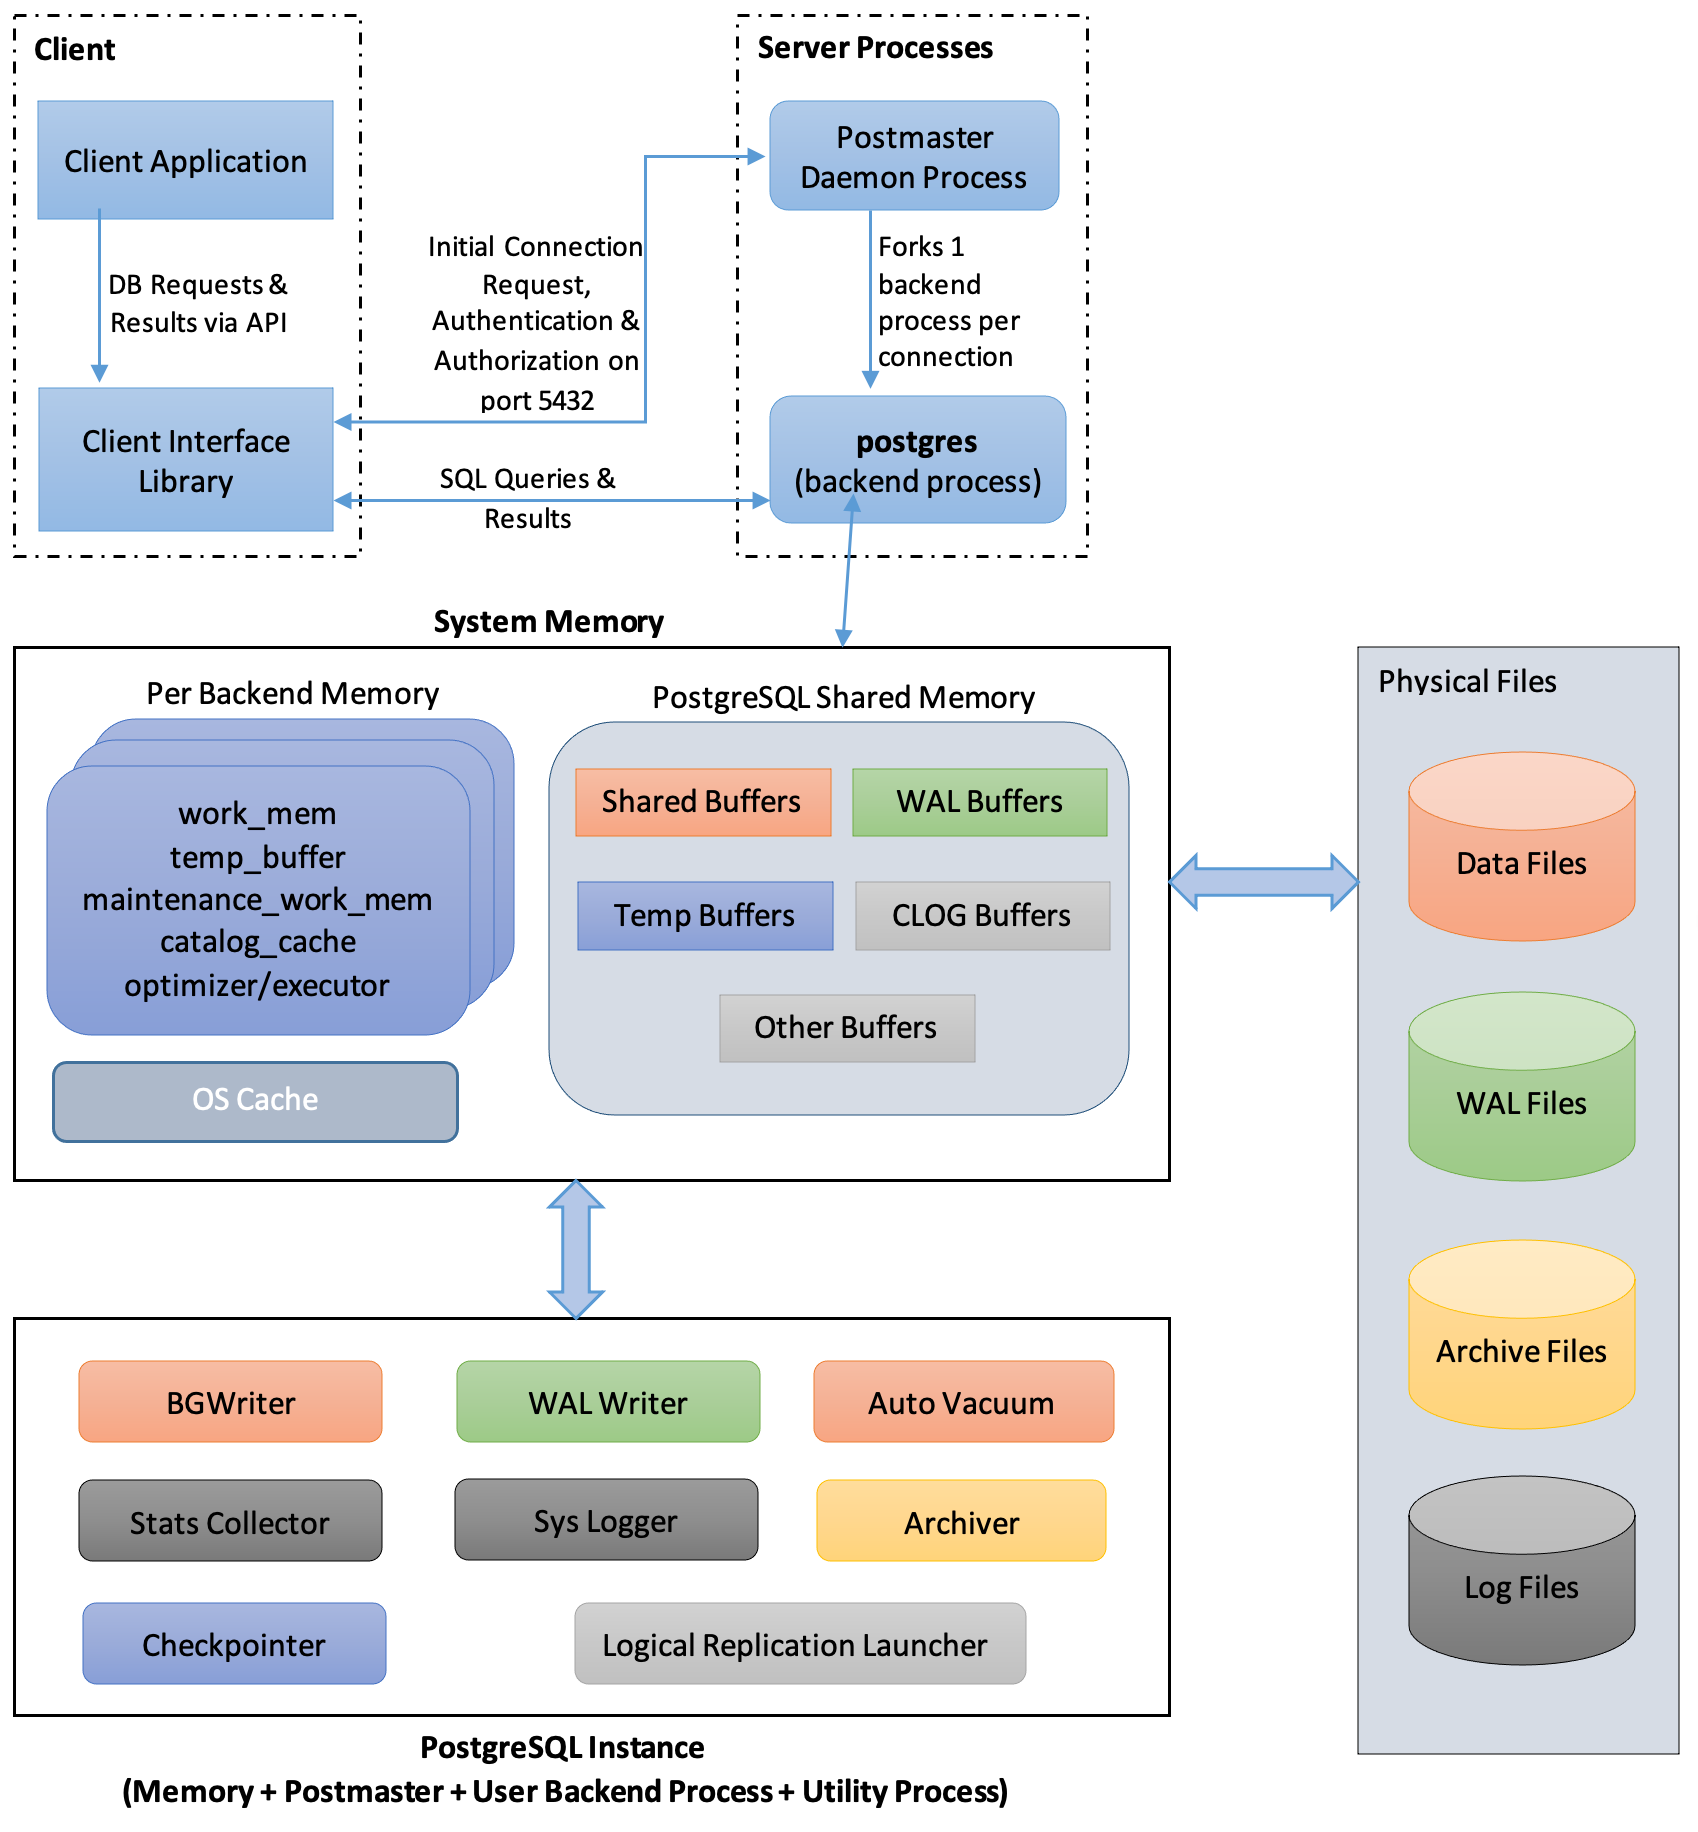 Client
Client Application
DB Requests &
Results via API
Client Interface
Library
Initial Connection
Request,
Authentication &
Authorization on
port 5432
SQL Queries &
Results
Server Processes
Postmaster
Daemon Process
Forks 1
backend
process per
connection
postgres
(backend process)
System Memory
Per Backend Memory
work_mem
temp_buffer
maintenance_work_mem
catalog_cache
optimizer/executor
OS Cache
PostgreSQL Shared Memory
Shared Buffers
WAL Buffers
Temp Buffers
CLOG Buffers
Other Buffers
Physical Files
Data Files
WAL Files
Archive Files
Log Files
BGWriter
WAL Writer
Auto Vacuum
Stats Collector
Sys Logger
Archiver
Checkpointer
Logical Replication Launcher
PostgreSQL Instance
(Memory + Postmaster + User Backend Process + Utility Process)